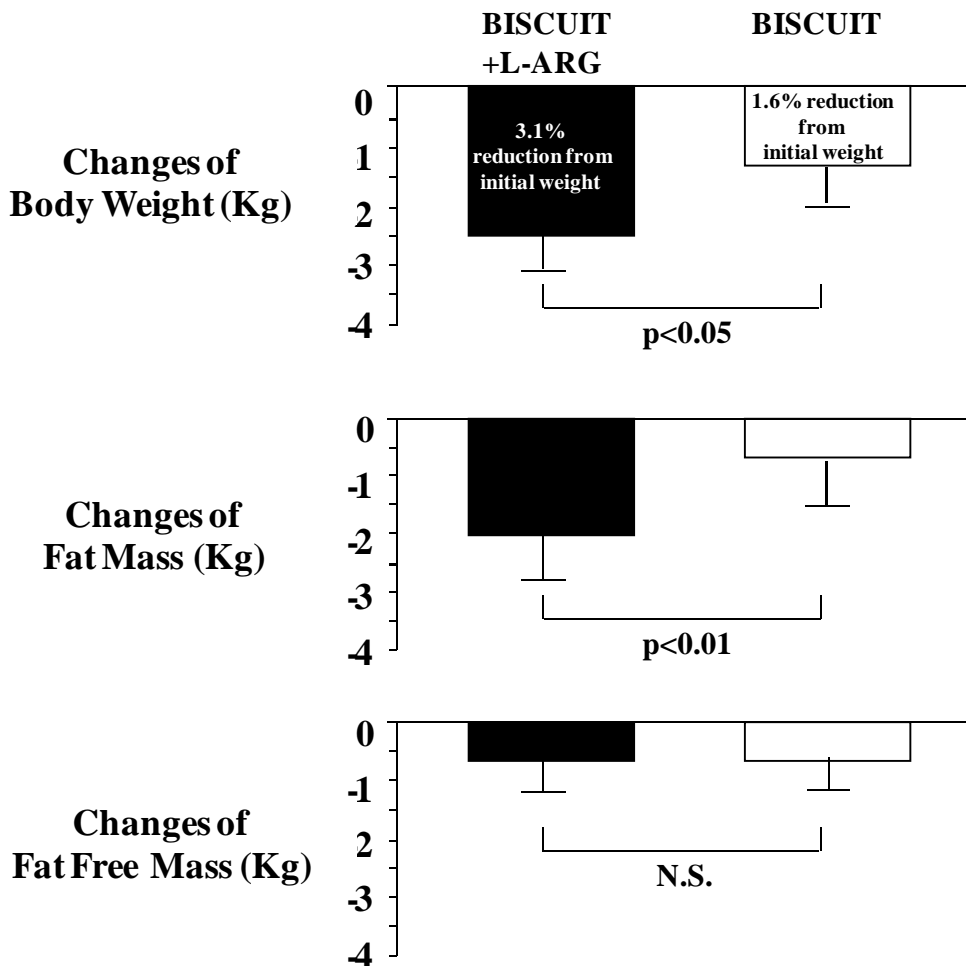 BISCUIT
+L-ARG
BISCUIT
Changes of
Body Weight (Kg)
0
1
1
2
-3
-4
3.1%
reduction from
initial weight
1.6% reduction
from
initial weight
p<0.05
Changes of
Fat Mass (Kg)
0
-1
-2
-3
-4
p<0.01
Changes of
Fat Free Mass (Kg)
0
-1
2
-3
-4
N.S.